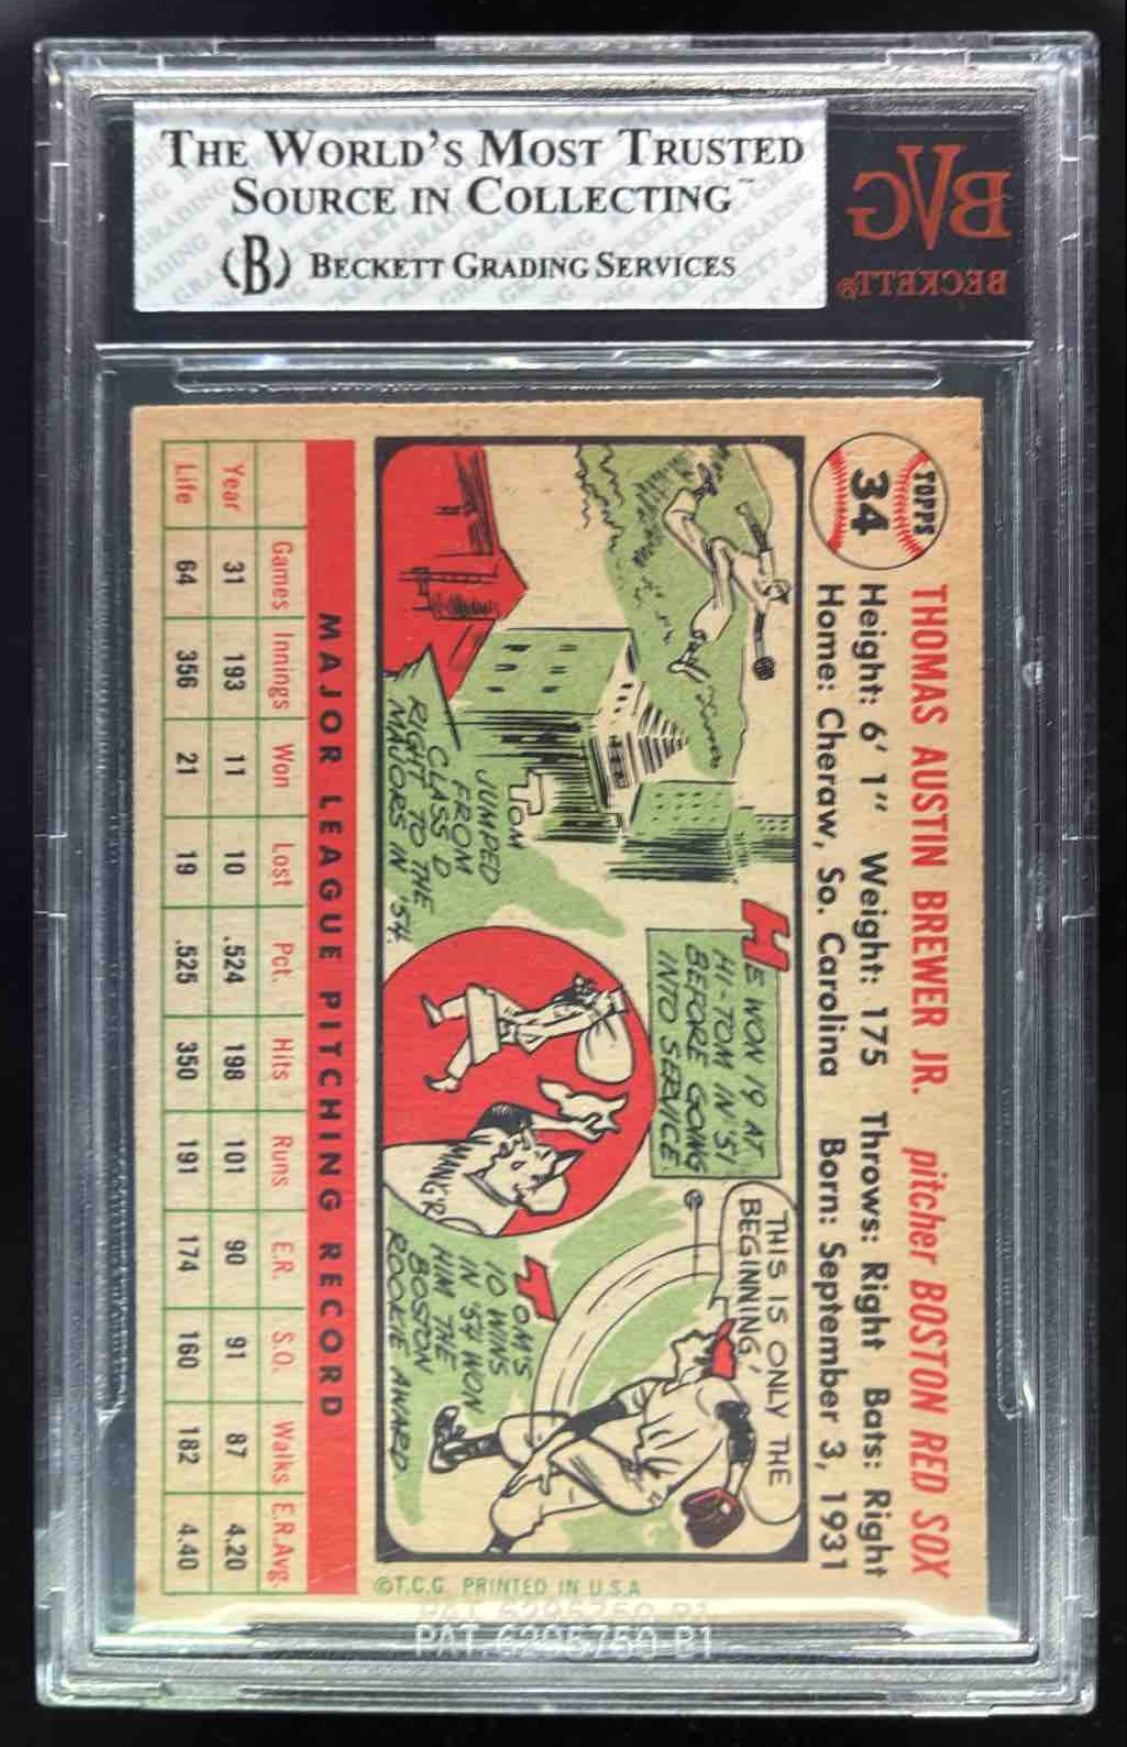 THE WORLD'S MOST TRUSTED
SOURCE IN COLLECTING™
(B) BECKETT GRADING SERVICES
BVG
BECKETT®
TOPPS
34
THOMAS AUSTIN BREWER JR. pitcher BOSTON RED SOX
Height: 6' 1" Weight: 175 Throws: Right Bats: Right
Home: Cheraw, So. Carolina Born: September 3, 1931
TOM
JUMPED
FROM
CLASS D
RIGHT TO THE
MAJORS IN '54.
HE WON 19 AT
HI-TOM IN '51
BEFORE GOING
INTO SERVICE.
MAN'G'R
THIS IS ONLY THE
BEGINNING!
TOM'S
10 WINS
IN '54 WON
HIM THE
BOSTON
ROOKIE AWARD.
MAJOR LEAGUE PITCHING RECORD
Games Innings Won Lost Pct. Hits Runs E.R. S.O. Walks E.R.Avg.
Year 31 193 11 10 .524 198 101 90 91 87 4.20
Life 64 356 21 19 .525 350 191 174 160 182 4.40
©T.C.G. PRINTED IN U.S.A.
PAT. 6295750 B1